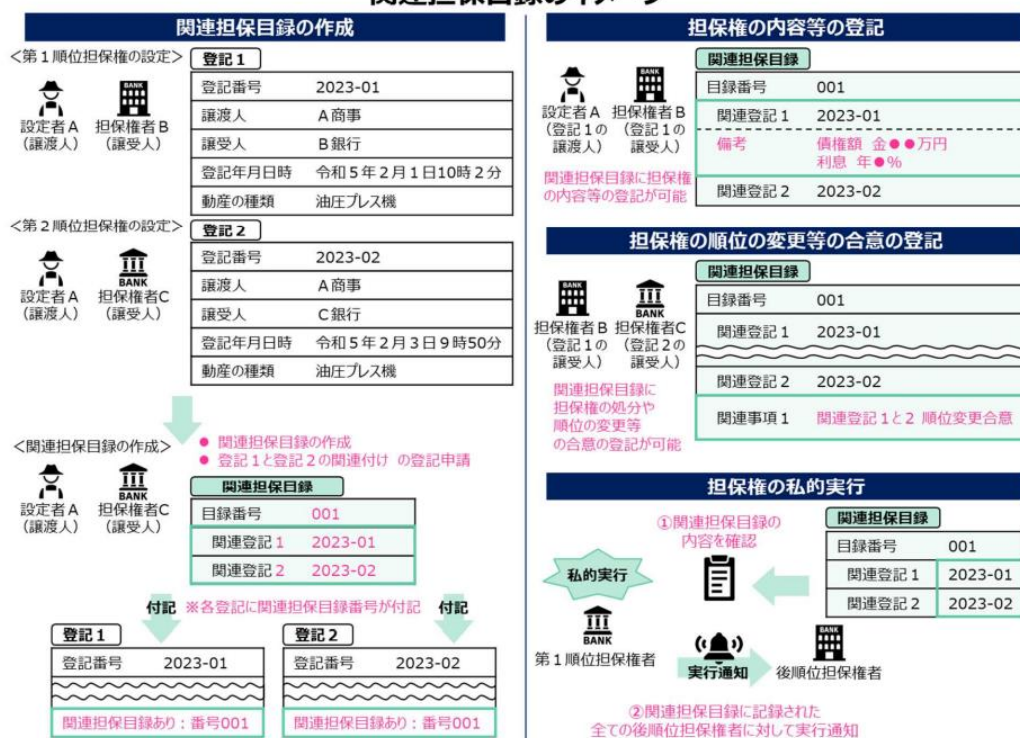 関連担保目録のイメージ
関連担保目録の作成
<第1順位担保権の設定>
登記1
設定者A
(譲渡人)
BANK
担保権者B
(譲受人)
登記番号 2023-01
譲渡人 A商事
譲受人 B銀行
登記年月日時 令和5年2月1日10時2分
動産の種類 油圧プレス機
<第2順位担保権の設定>
登記2
設定者A
(譲渡人)
BANK
担保権者C
(譲受人)
登記番号 2023-02
譲渡人 A商事
譲受人 C銀行
登記年月日時 令和5年2月3日9時50分
動産の種類 油圧プレス機
<関連担保目録の作成>
● 関連担保目録の作成
● 登記1と登記2の関連付け の登記申請
設定者A
(譲渡人)
BANK
担保権者C
(譲受人)
関連担保目録
目録番号 001
関連登記1 2023-01
関連登記2 2023-02
付記 ※各登記に関連担保目録番号が付記 付記
登記1
登記番号 2023-01
関連担保目録あり:番号001
登記2
登記番号 2023-02
関連担保目録あり:番号001
担保権の内容等の登記
設定者A
(登記1の
譲渡人)
BANK
担保権者B
(登記1の
譲受人)
関連担保目録に担保権
の内容等の登記が可能
関連担保目録
目録番号 001
関連登記1 2023-01
備考 債権額 金●●万円
利息 年●%
関連登記2 2023-02
担保権の順位の変更等の合意の登記
BANK
担保権者B
(登記1の
譲受人)
BANK
担保権者C
(登記2の
譲受人)
関連担保目録に
担保権の処分や
順位の変更等
の合意の登記が可能
関連担保目録
目録番号 001
関連登記1 2023-01
関連登記2 2023-02
関連事項1 関連登記1と2 順位変更合意
担保権の私的実行
①関連担保目録の
内容を確認
関連担保目録
目録番号 001
関連登記1 2023-01
関連登記2 2023-02
私的実行
BANK
第1順位担保権者
実行通知
BANK
後順位担保権者
②関連担保目録に記録された
全ての後順位担保権者に対して実行通知